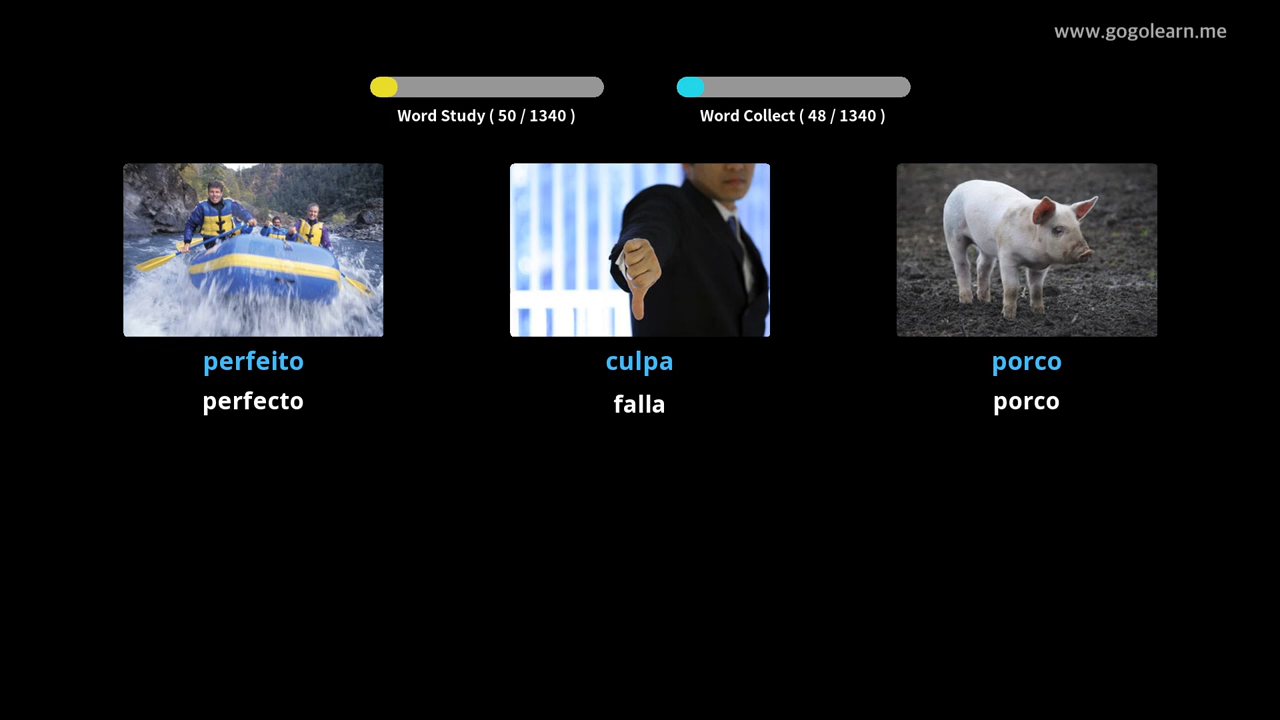 www.gogolearn.me
Word Study ( 50 / 1340 )
Word Collect ( 48 / 1340 )
perfeito
perfecto
culpa
falla
porco
porco